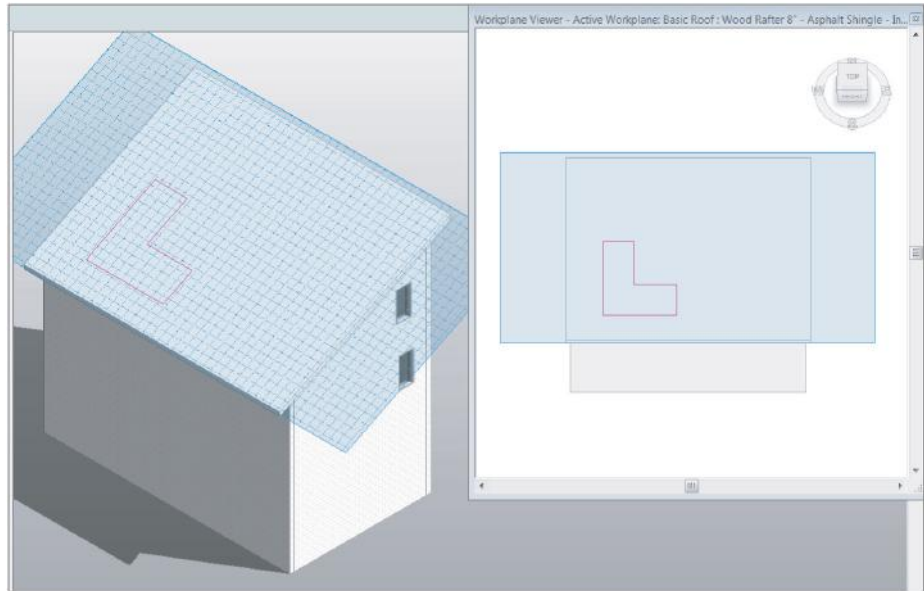 Workplane Viewer - Active Workplane: Basic Roof : Wood Rafter 8" - Asphalt Shingle - In...
TOP